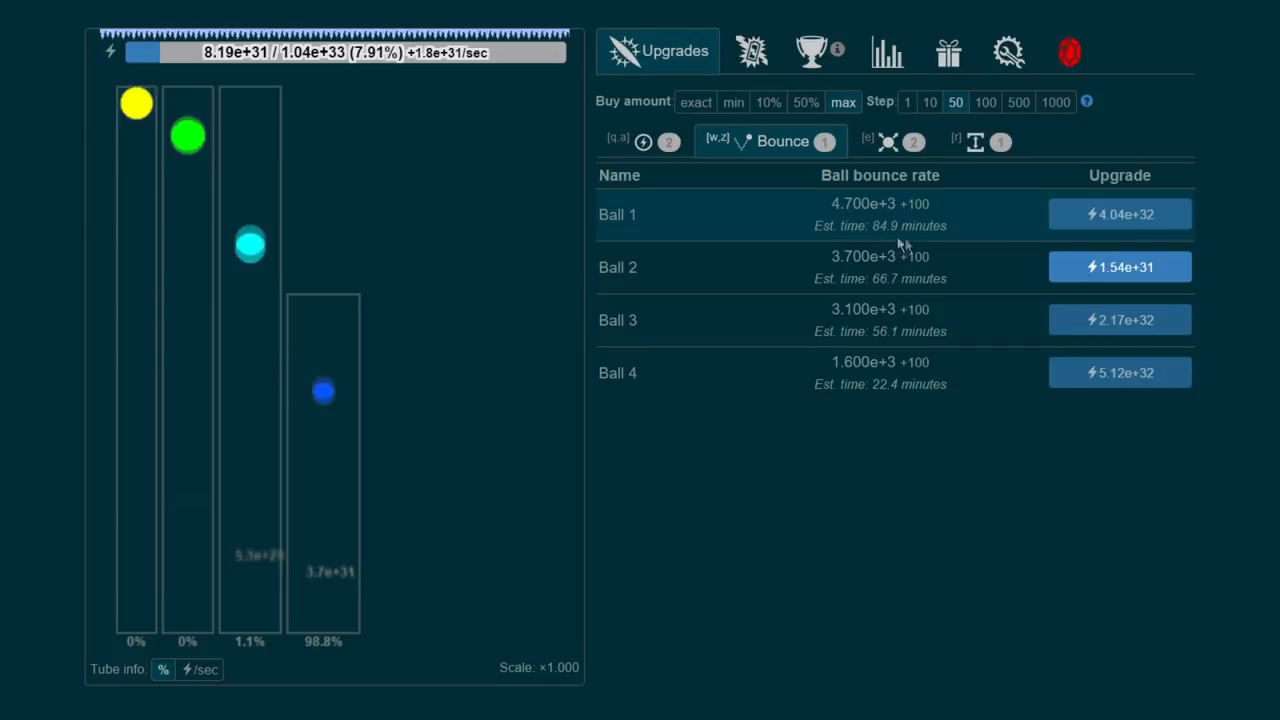 8.19e+31 / 1.04e+33 (7.91%) +1.8e+31/sec
3.7e+31
0% 0% 1.1% 98.8%
Tube info: % /sec
Scale: ×1.000
Upgrades
Buy amount: exact min 10% 50% max Step: 1 10 50 100 500 1000
[q,a] 2 [w,z] Bounce 1 [e] 2 [r] 1
Name Ball bounce rate Upgrade
Ball 1 4.700e+3 +100 4.04e+32
Est. time: 84.9 minutes
Ball 2 3.700e+3 +100 1.54e+31
Est. time: 66.7 minutes
Ball 3 3.100e+3 +100 2.17e+32
Est. time: 56.1 minutes
Ball 4 1.600e+3 +100 5.12e+32
Est. time: 22.4 minutes